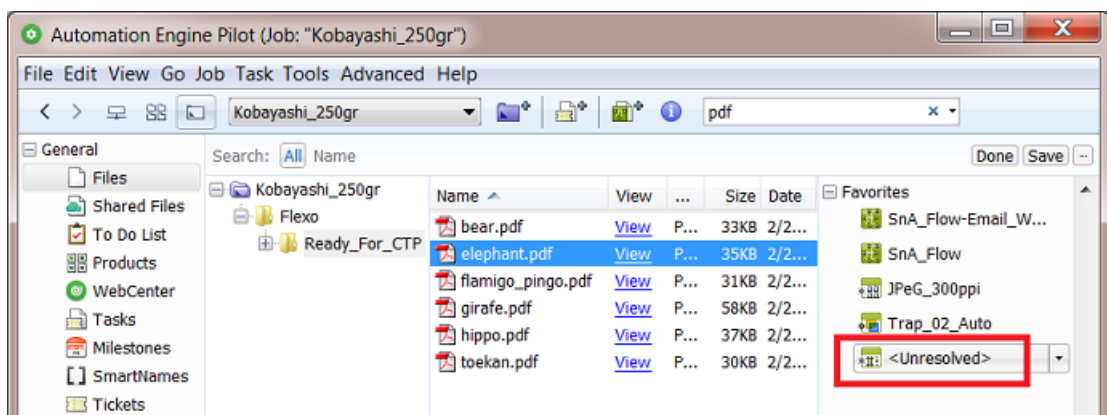 Automation Engine Pilot (Job: "Kobayashi_250gr")
File Edit View Go Job Task Tools Advanced Help
Kobayashi_250gr pdf
General
Files
Shared Files
To Do List
Products
WebCenter
Tasks
Milestones
SmartNames
Tickets
Search: All Name Done Save ...
Kobayashi_250gr
Flexo
Ready_For_CTP
Name View ... Size Date
bear.pdf View P... 33KB 2/2...
elephant.pdf View P... 35KB 2/2...
flamigo_pingo.pdf View P... 31KB 2/2...
girafe.pdf View P... 58KB 2/2...
hippo.pdf View P... 37KB 2/2...
toekan.pdf View P... 30KB 2/2...
Favorites
SnA_Flow-Email_W...
SnA_Flow
JPeG_300ppi
Trap_02_Auto
<Unresolved>